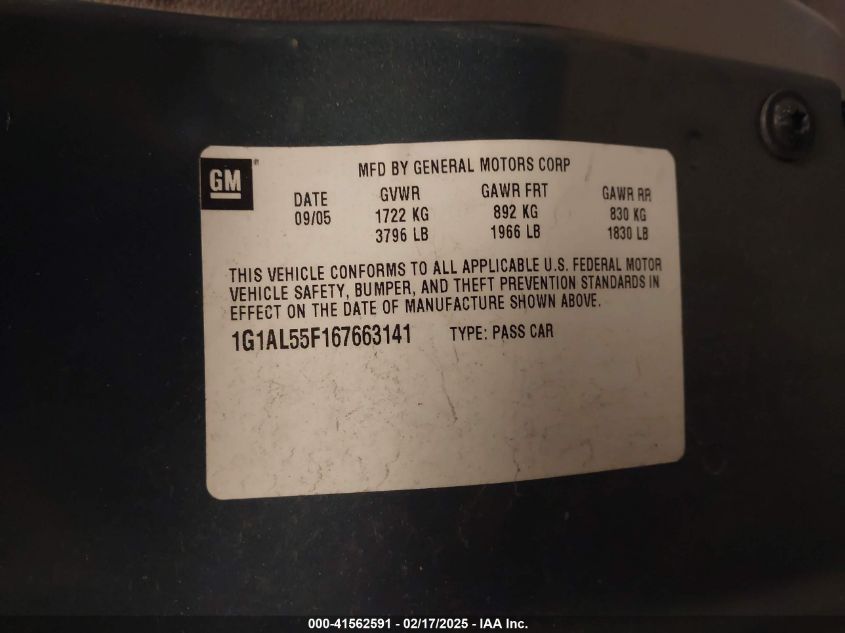 GM
MFD BY GENERAL MOTORS CORP
DATE GVWR GAWR FRT GAWR RR
09/05 1722 KG 892 KG 830 KG
3796 LB 1966 LB 1830 LB
THIS VEHICLE CONFORMS TO ALL APPLICABLE U.S. FEDERAL MOTOR
VEHICLE SAFETY, BUMPER, AND THEFT PREVENTION STANDARDS IN
EFFECT ON THE DATE OF MANUFACTURE SHOWN ABOVE.
1G1AL55F167663141 TYPE: PASS CAR
000-41562591 - 02/17/2025 - IAA, Inc.